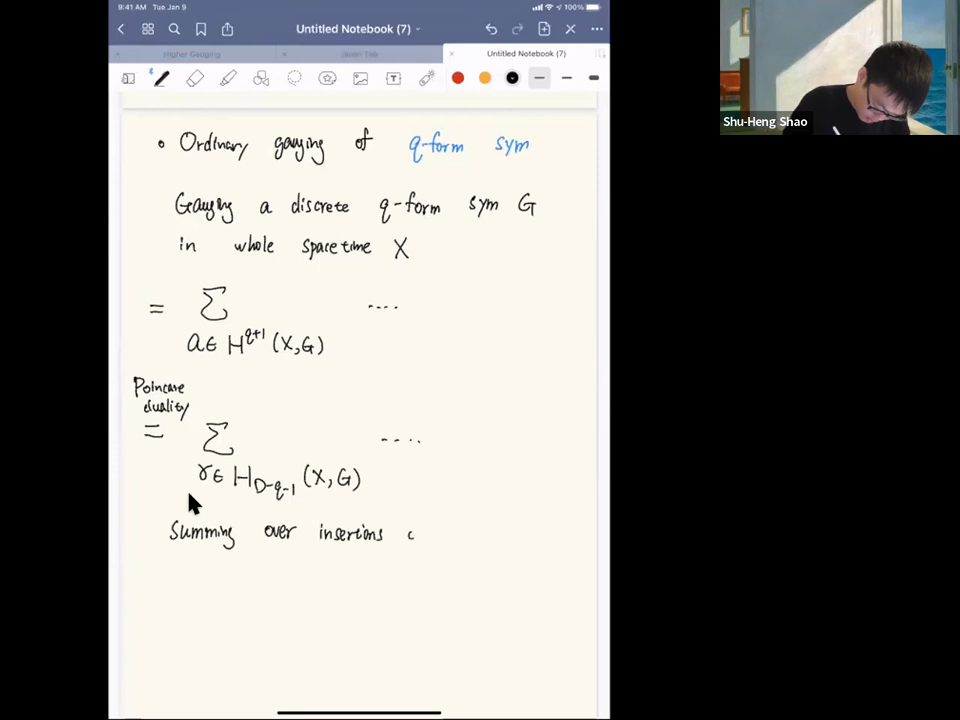 9:41 AM Tue Jan 9
100%
Untitled Notebook (7)
Higher Gauging
Untitled Notebook (7)
Shu-Heng Shao
• Ordinary gauging of q-form sym
Gauging a discrete q-form sym G
in whole spacetime X
= Σ ....
a∈ H^{q+1} (X,G)
Poincare
duality
= Σ ....
γ∈ H_{D-q-1} (X,G)
Summing over insertions c